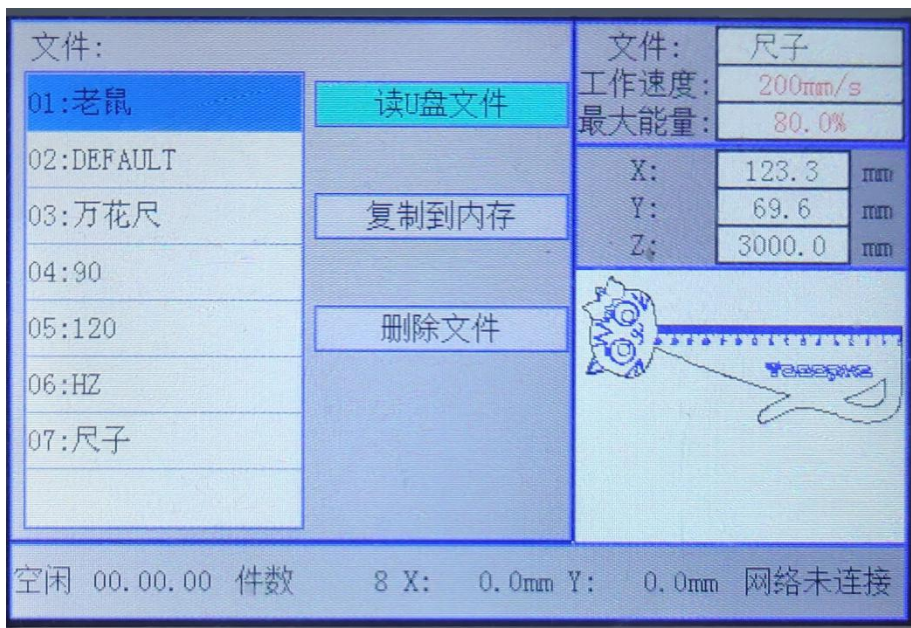 文件:
01:老鼠
02:DEFAULT
03:万花尺
04:90
05:120
06:HZ
07:尺子
读U盘文件
复制到内存
删除文件
文件: 尺子
工作速度: 200mm/s
最大能量: 80.0%
X: 123.3 mm
Y: 69.6 mm
Z: 3000.0 mm
空闲 00.00.00 件数 8 X: 0.0mm Y: 0.0mm 网络未连接